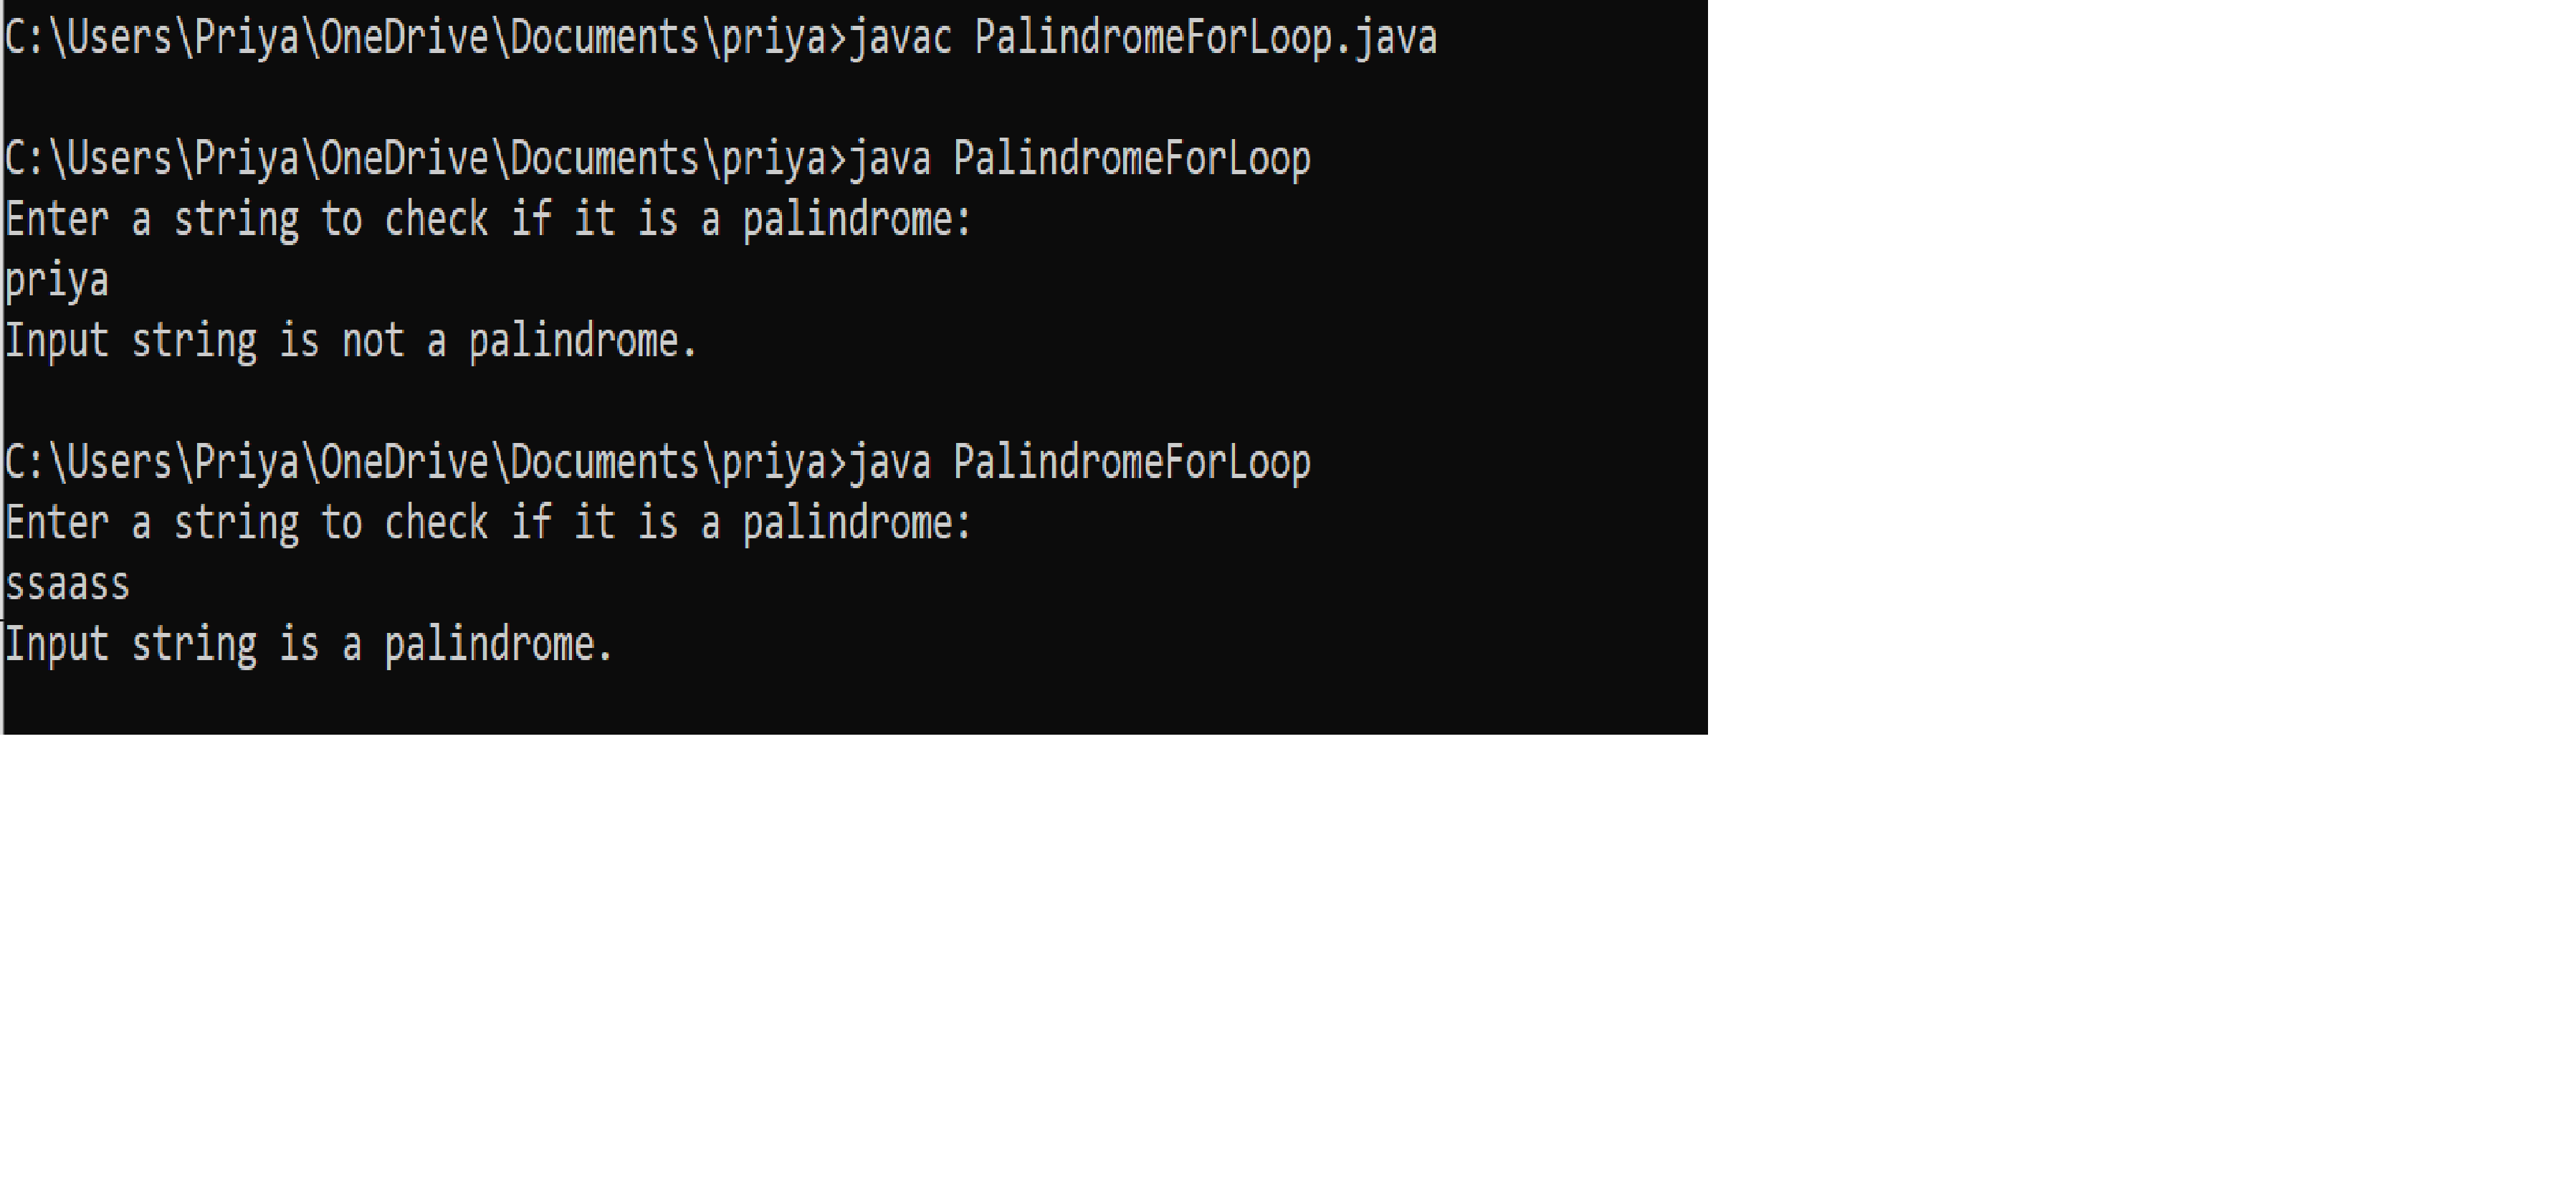 C:\Users\Priya\OneDrive\Documents\priya>javac PalindromeForLoop.java
C:\Users\Priya\OneDrive\Documents\priya>java PalindromeForLoop
Enter a string to check if it is a palindrome:
priya
Input string is not a palindrome.
C:\Users\Priya\OneDrive\Documents\priya>java PalindromeForLoop
Enter a string to check if it is a palindrome:
ssaass
Input string is a palindrome.